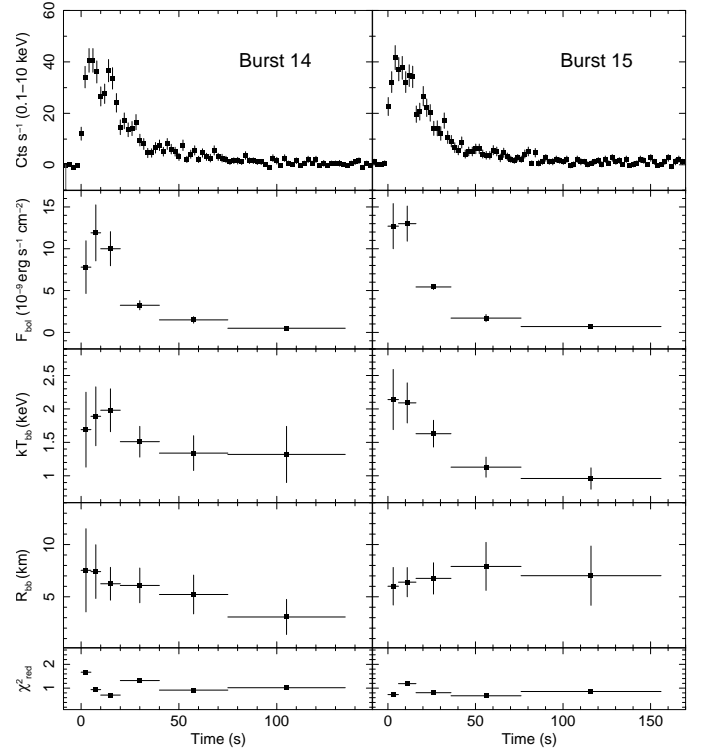 Cts s⁻¹ (0.1–10 keV)
60
40
20
0
Burst 14
Burst 15
F_bol (10⁻⁹ erg s⁻¹ cm⁻²)
15
10
5
0
kT_bb (keV)
2.5
2
1.5
1
R_bb (km)
10
5
χ²_red
2
1
0
50
100
0
50
100
150
Time (s)
Time (s)